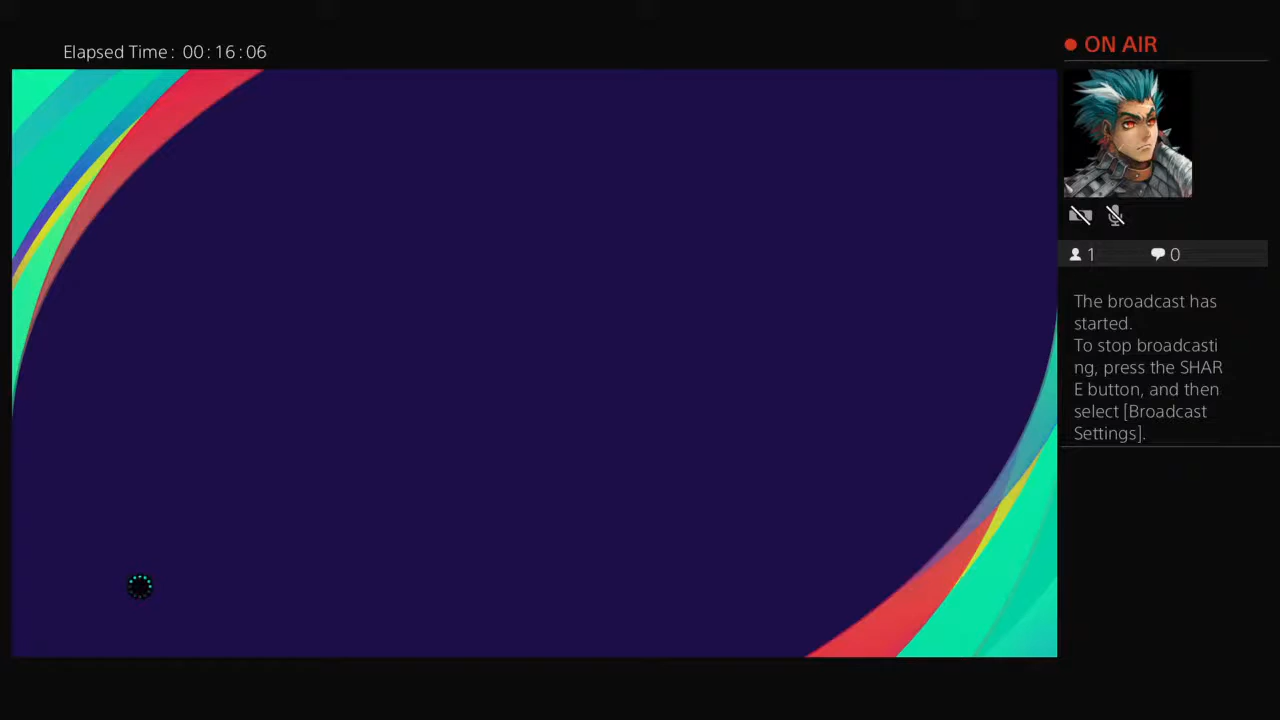 Elapsed Time: 00:16:06
ON AIR
1
0
The broadcast has
started.
To stop broadcasti
ng, press the SHAR
E button, and then
select [Broadcast
Settings].